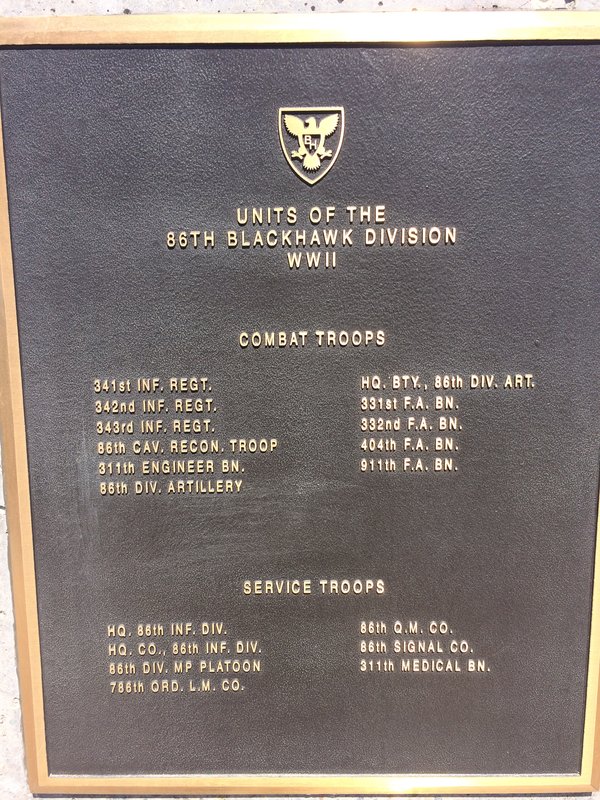 BH
UNITS OF THE
86TH BLACKHAWK DIVISION
WWII
COMBAT TROOPS
341st INF. REGT.
342nd INF. REGT.
343rd INF. REGT.
86th CAV. RECON. TROOP
311th ENGINEER BN.
86th DIV. ARTILLERY
HQ. BTY., 86th DIV. ART.
331st F.A. BN.
332nd F.A. BN.
404th F.A. BN.
911th F.A. BN.
SERVICE TROOPS
HQ. 86th INF. DIV.
HQ. CO., 86th INF. DIV.
86th DIV. MP PLATOON
786th ORD. L.M. CO.
86th Q.M. CO.
86th SIGNAL CO.
311th MEDICAL BN.